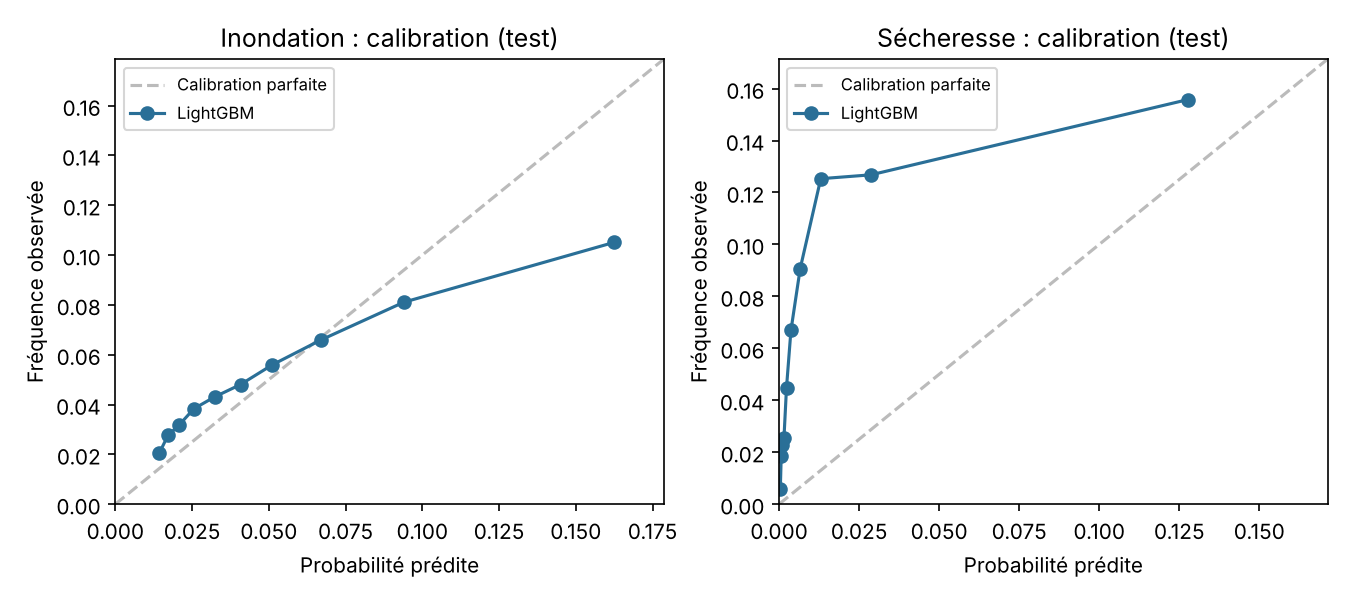 Inondation : calibration (test)
Calibration parfaite
LightGBM
Fréquence observée
0.16
0.14
0.12
0.10
0.08
0.06
0.04
0.02
0.00
0.000 0.025 0.050 0.075 0.100 0.125 0.150 0.175
Probabilité prédite
Sécheresse : calibration (test)
Calibration parfaite
LightGBM
Fréquence observée
0.16
0.14
0.12
0.10
0.08
0.06
0.04
0.02
0.00
0.000 0.025 0.050 0.075 0.100 0.125 0.150
Probabilité prédite